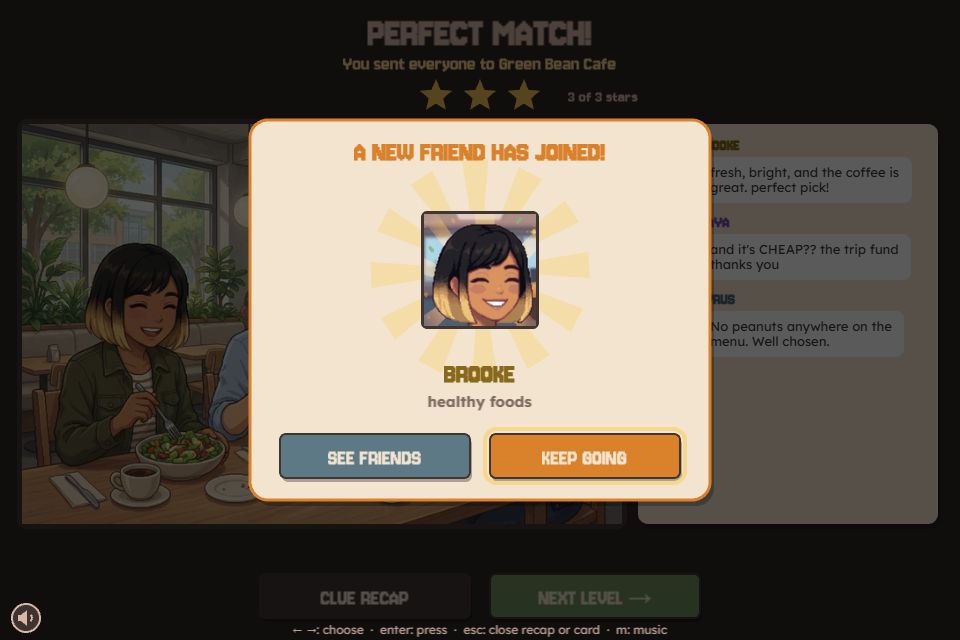 PERFECT MATCH!
You sent everyone to Green Bean Cafe
3 of 3 stars
A NEW FRIEND HAS JOINED!
BROOKE
healthy foods
SEE FRIENDS
KEEP GOING
fresh, bright, and the coffee is
great. perfect pick!
and it's CHEAP?? the trip fund
thanks you
No peanuts anywhere on the
menu. Well chosen.
CLUE RECAP
NEXT LEVEL →
← →: choose · enter: press · esc: close recap or card · m: music